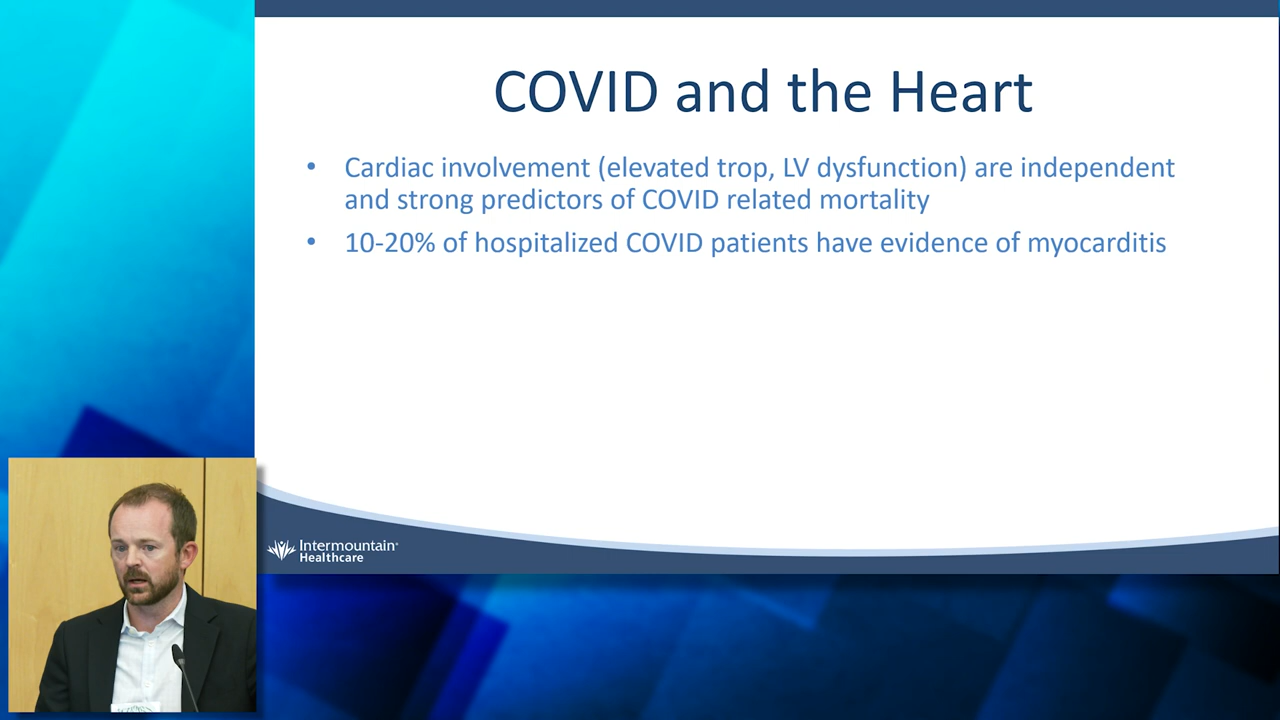 COVID and the Heart
• Cardiac involvement (elevated trop, LV dysfunction) are independent
and strong predictors of COVID related mortality
• 10-20% of hospitalized COVID patients have evidence of myocarditis
Intermountain®
Healthcare